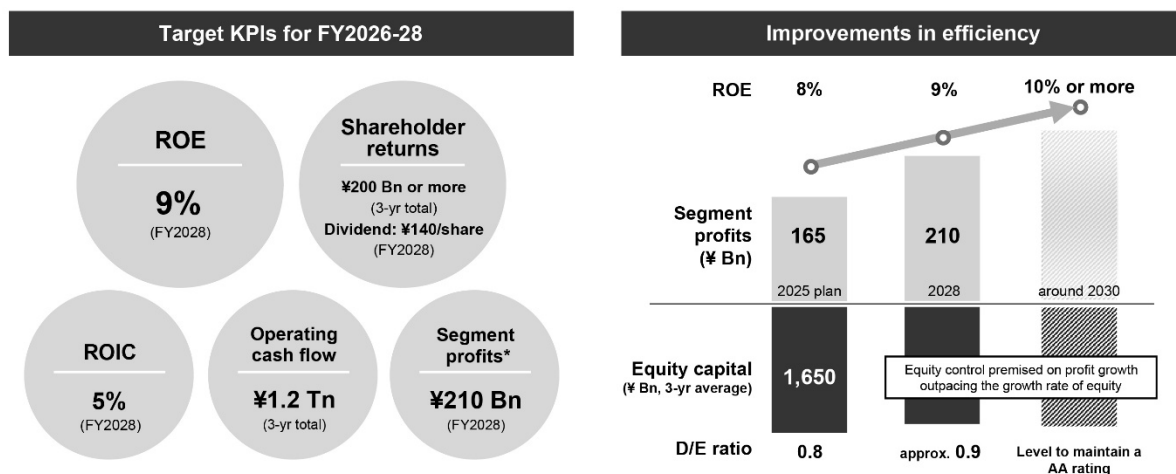 Target KPIs for FY2026-28
ROE
9%
(FY2028)
Shareholder
returns
¥200 Bn or more
(3-yr total)
Dividend: ¥140/share
(FY2028)
ROIC
5%
(FY2028)
Operating
cash flow
¥1.2 Tn
(3-yr total)
Segment
profits*
¥210 Bn
(FY2028)
Improvements in efficiency
ROE 8% 9% 10% or more
Segment
profits
(¥ Bn)
165 210
2025 plan 2028 around 2030
Equity capital
(¥ Bn, 3-yr average)
1,650
Equity control premised on profit growth
outpacing the growth rate of equity
D/E ratio 0.8 approx. 0.9 Level to maintain a
AA rating